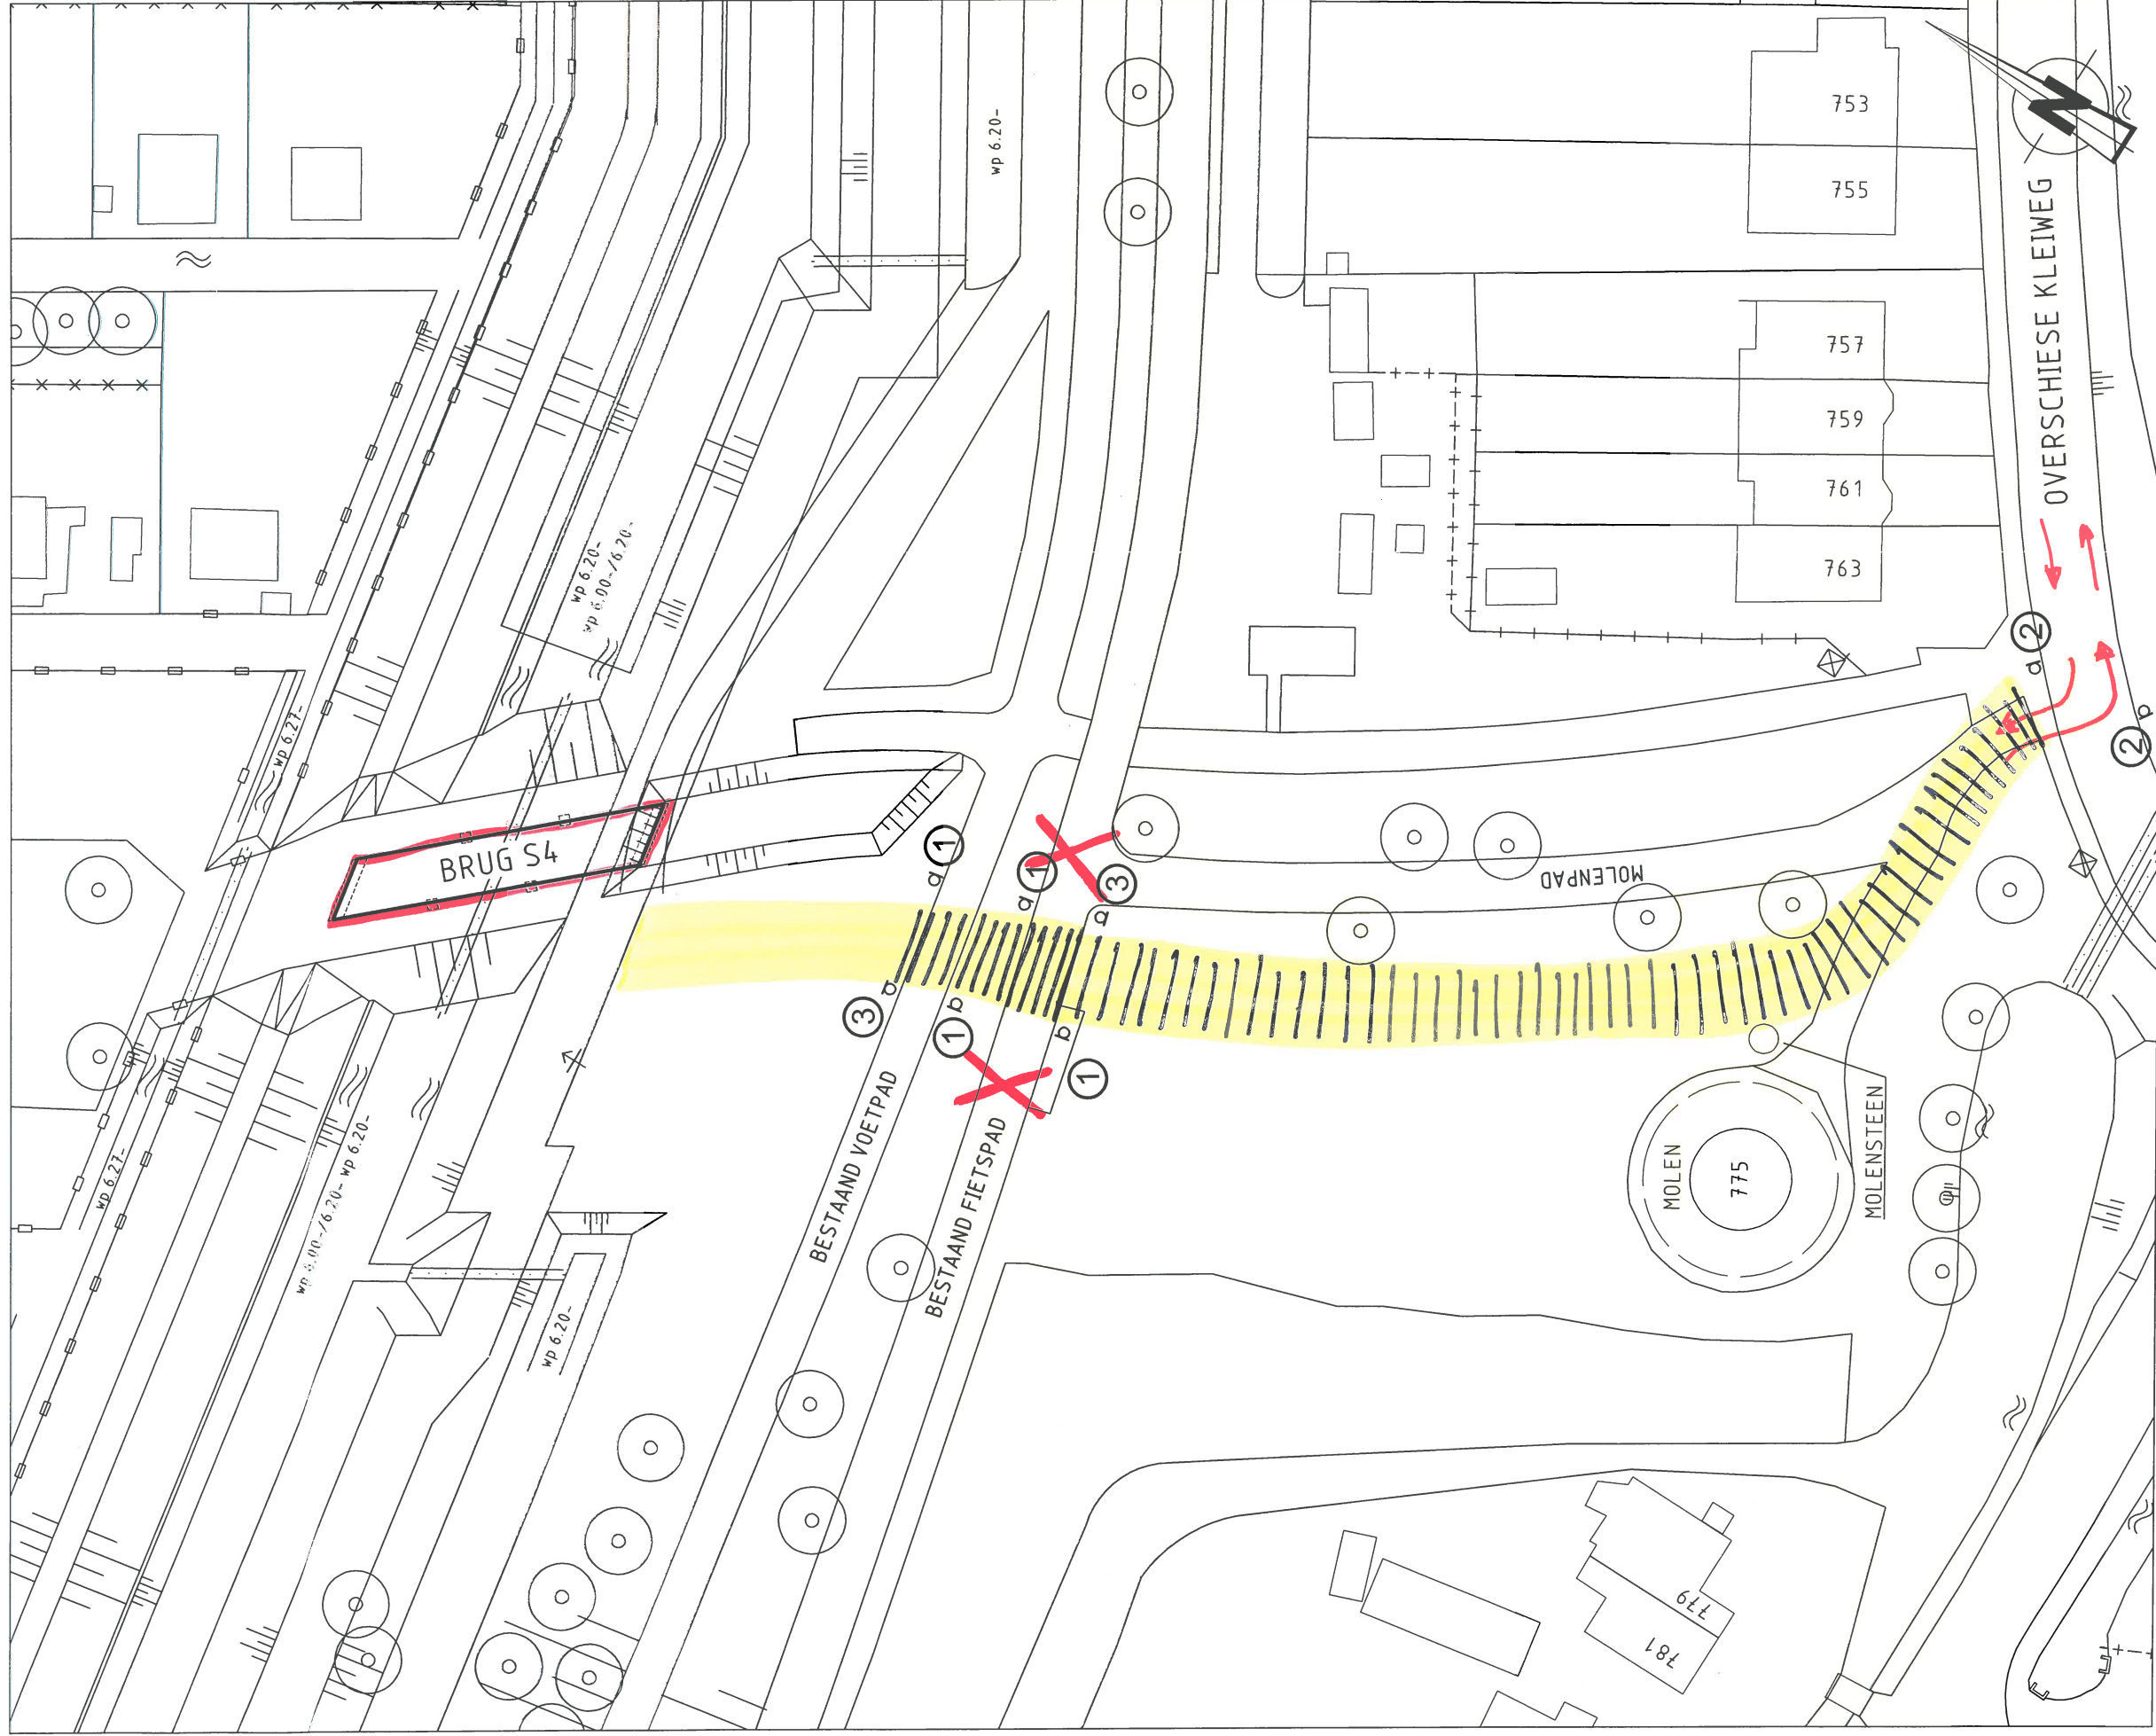 753
755
757
759
761
763
OVERSCHIESE KLEIWEG
N
wp 6.20-
wp 6.20-
wp 6.00-/6.20-
wp 6.27-
BRUG S4
MOLENPAD
a 2
b
2
1
a
1
a
3
a
3
b
1
b
b
1
BESTAAND VOETPAD
BESTAAND FIETSPAD
MOLEN
775
MOLENSTEEN
wp 6.27-
wp 6.00-/6.20- wp 6.20-
wp 6.20-
779
781